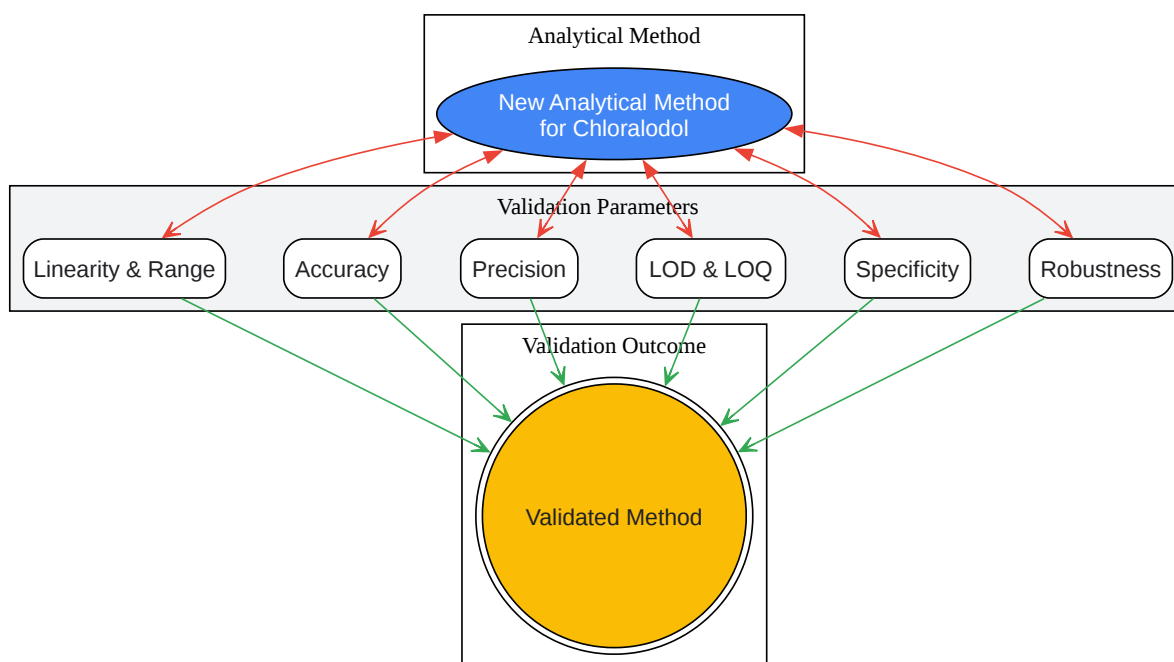 Analytical Method
New Analytical Method
for Chloralodol
Validation Parameters
Linearity & Range
Accuracy
Precision
LOD & LOQ
Specificity
Robustness
Validation Outcome
Validated Method